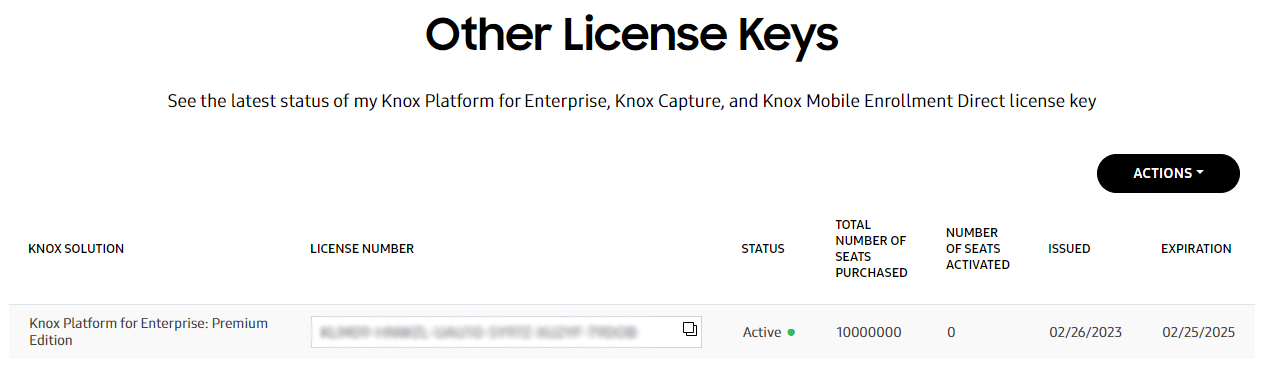 Other License Keys
See the latest status of my Knox Platform for Enterprise, Knox Capture, and Knox Mobile Enrollment Direct license key
ACTIONS
KNOX SOLUTION
LICENSE NUMBER
STATUS
TOTAL
NUMBER OF
SEATS
PURCHASED
NUMBER
OF SEATS
ACTIVATED
ISSUED
EXPIRATION
Knox Platform for Enterprise: Premium
Edition
Active
10000000
0
02/26/2023
02/25/2025